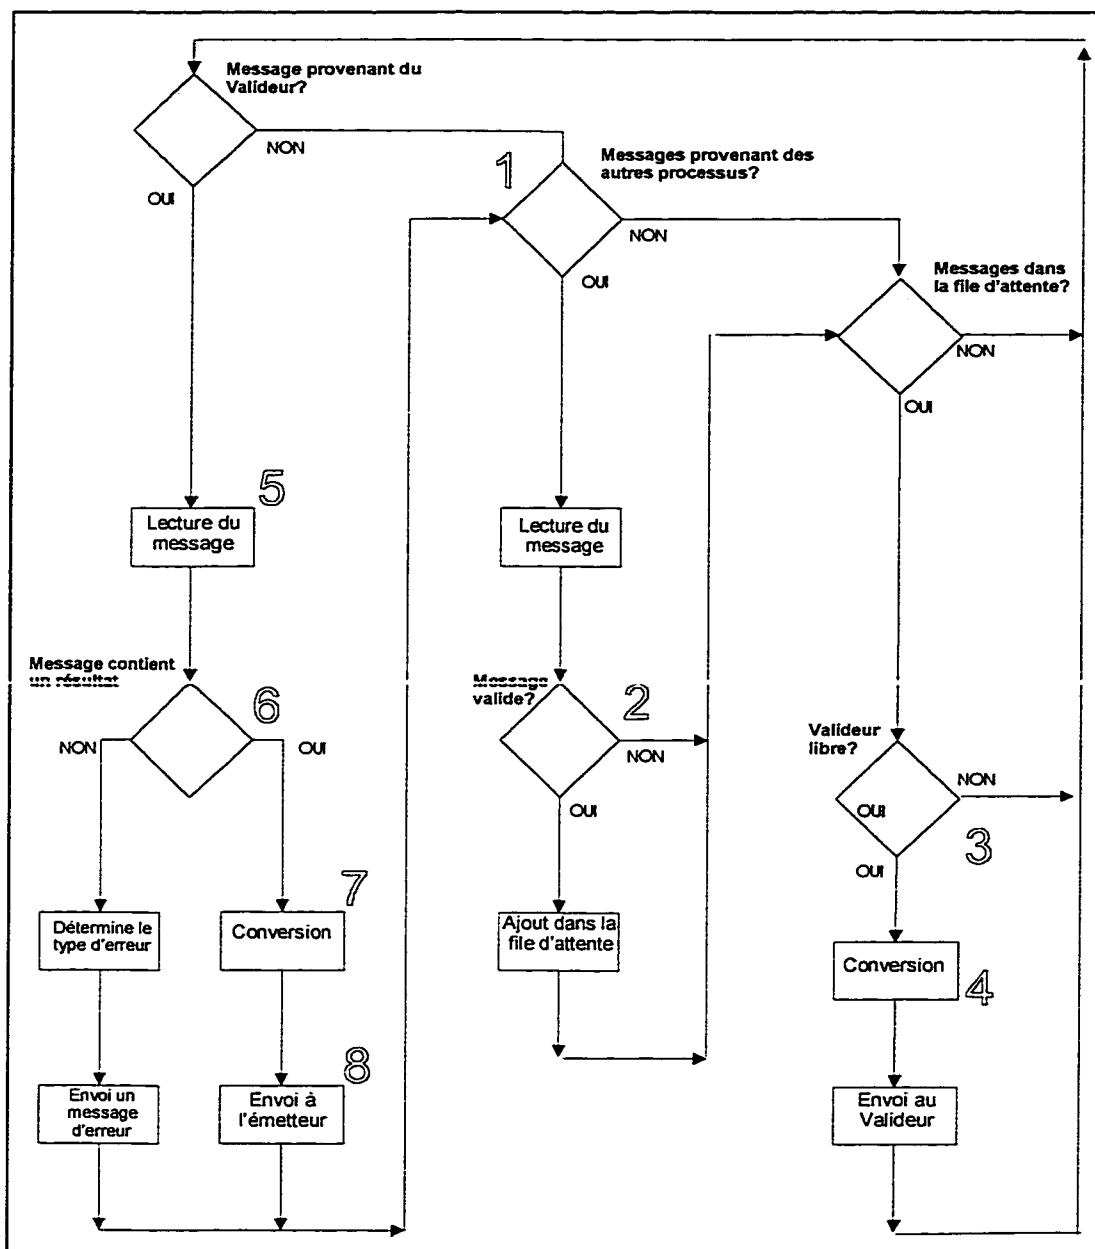 Message provenant du
Valideur?
NON
OUI
1
Messages provenant des
autres processus?
NON
OUI
Messages dans
la file d'attente?
NON
OUI
5
Lecture du
message
Lecture du
message
Message contient
un résultat
6
NON
OUI
Message
valide?
2
NON
OUI
Valideur
libre?
NON
OUI
3
OUI
7
Détermine le
type d'erreur
Conversion
Ajout dans la
file d'attente
Conversion
4
8
Envoi un
message
d'erreur
Envoi à
l'émetteur
Envoi au
Valideur